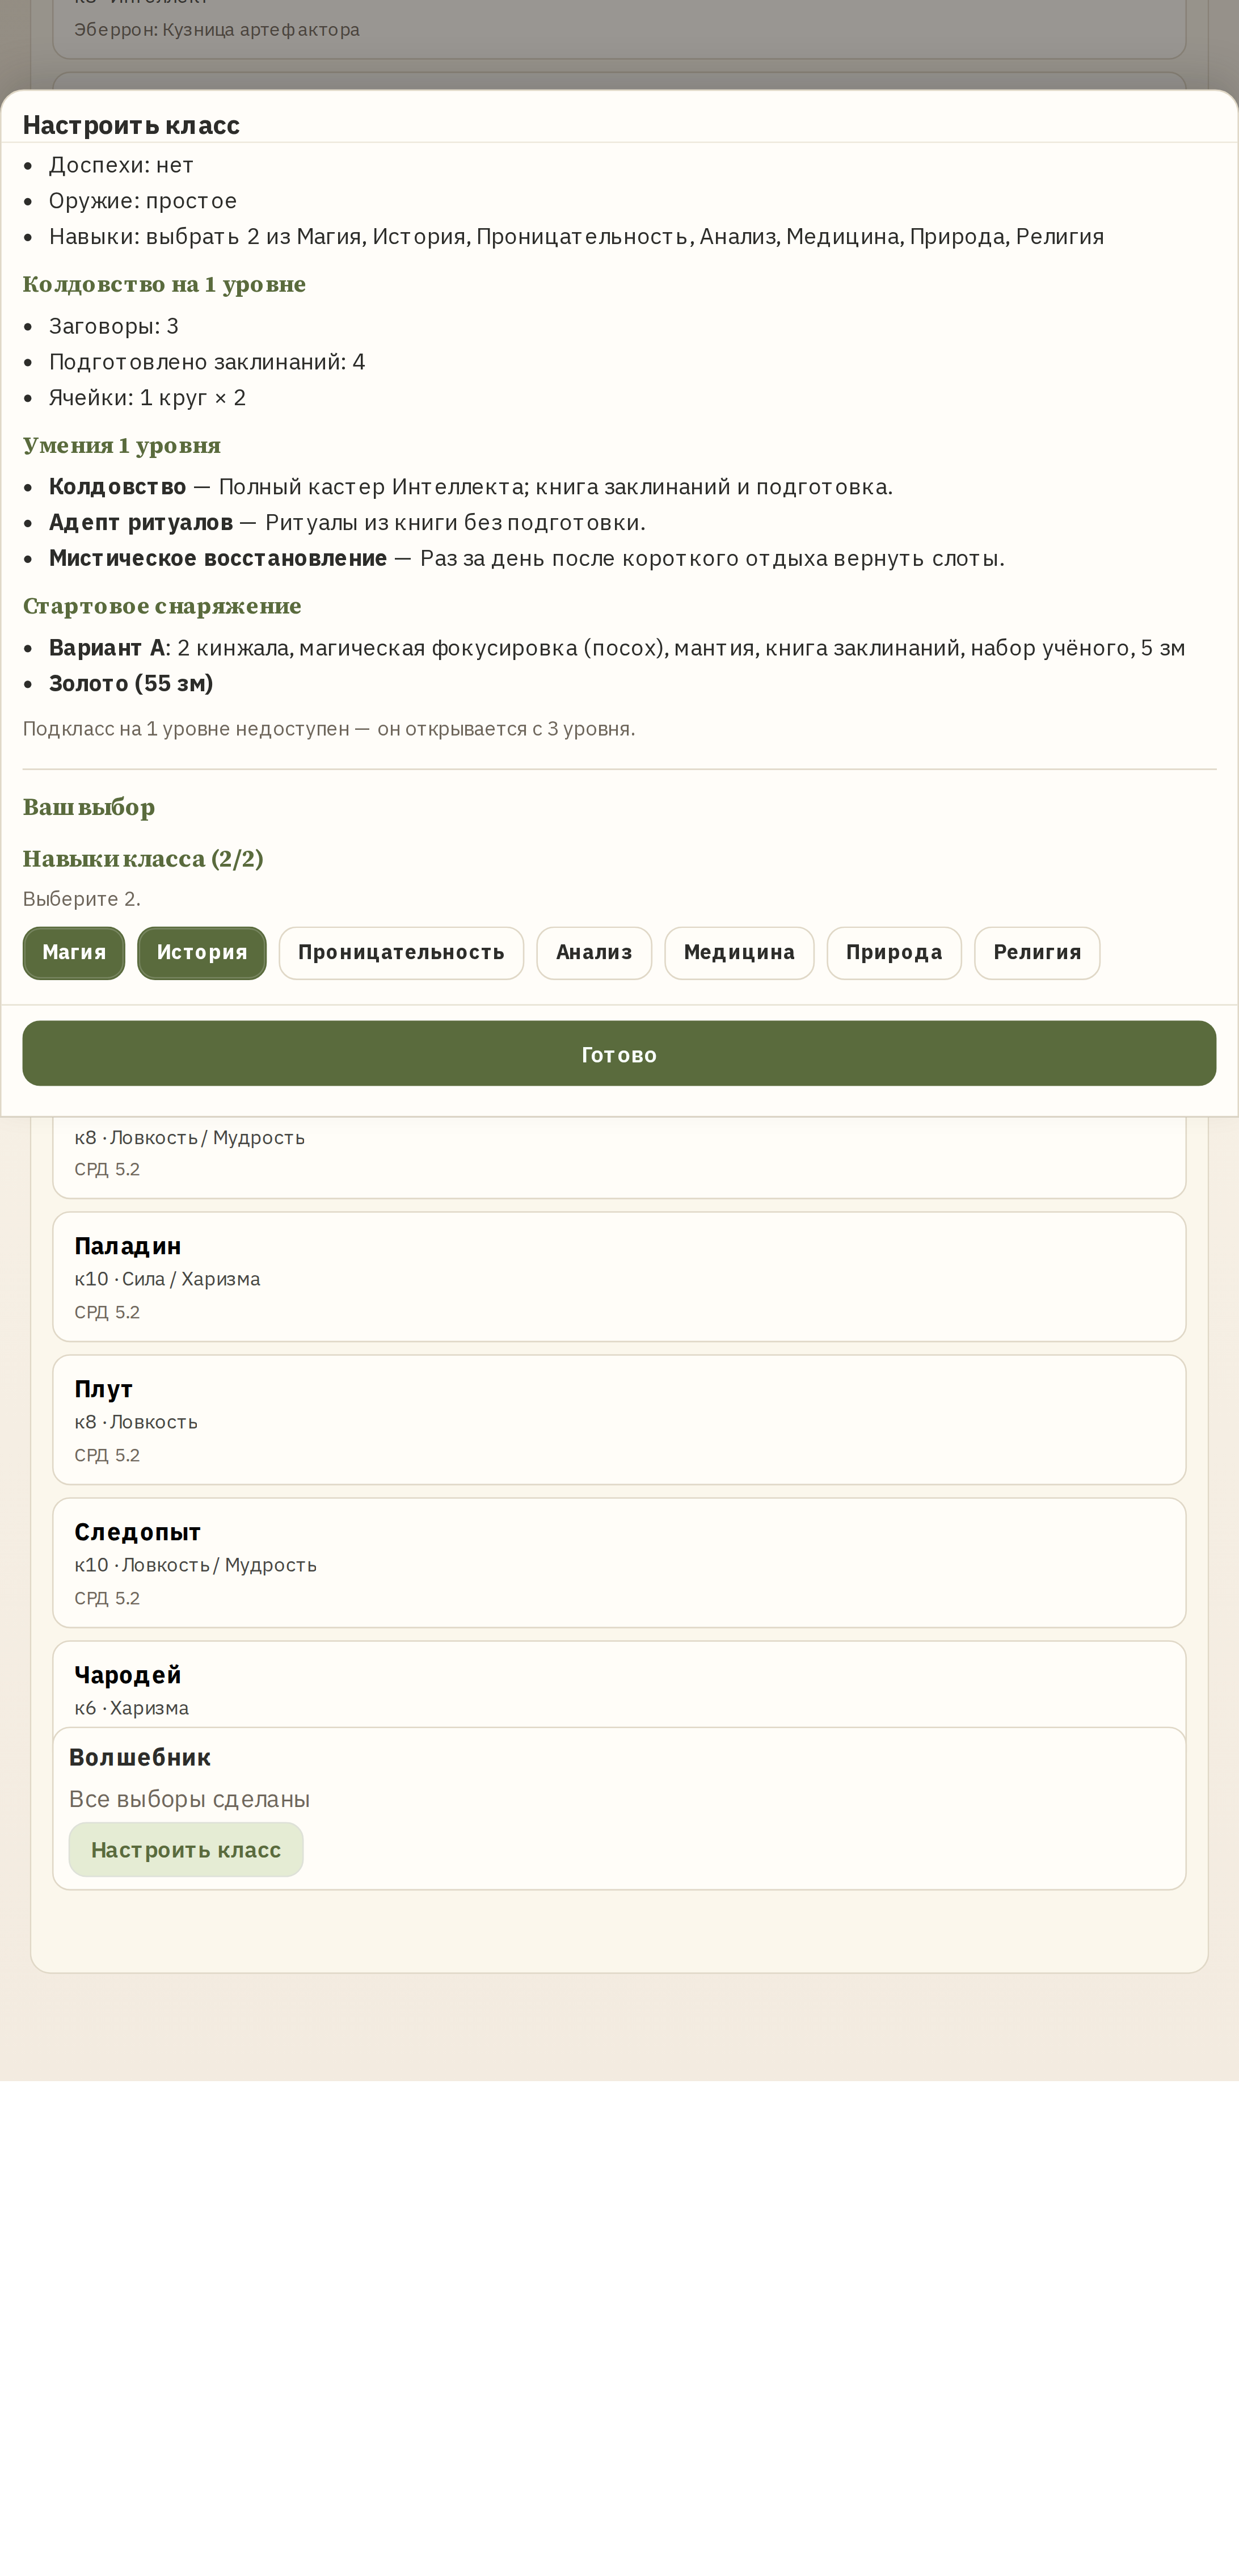 Эберрон: Кузница артефактора
Настроить класс
• Доспехи: нет
• Оружие: простое
• Навыки: выбрать 2 из Магия, История, Проницательность, Анализ, Медицина, Природа, Религия
Колдовство на 1 уровне
• Заговоры: 3
• Подготовлено заклинаний: 4
• Ячейки: 1 круг × 2
Умения 1 уровня
• Колдовство — Полный кастер Интеллекта; книга заклинаний и подготовка.
• Адепт ритуалов — Ритуалы из книги без подготовки.
• Мистическое восстановление — Раз за день после короткого отдыха вернуть слоты.
Стартовое снаряжение
• Вариант A: 2 кинжала, магическая фокусировка (посох), мантия, книга заклинаний, набор учёного, 5 зм
• Золото (55 зм)
Подкласс на 1 уровне недоступен — он открывается с 3 уровня.
Ваш выбор
Навыки класса (2/2)
Выберите 2.
Магия История Проницательность Анализ Медицина Природа Религия
Готово
к8 · Ловкость / Мудрость
СРД 5.2
Паладин
к10 · Сила / Харизма
СРД 5.2
Плут
к8 · Ловкость
СРД 5.2
Следопыт
к10 · Ловкость / Мудрость
СРД 5.2
Чародей
к6 · Харизма
Волшебник
Все выборы сделаны
Настроить класс